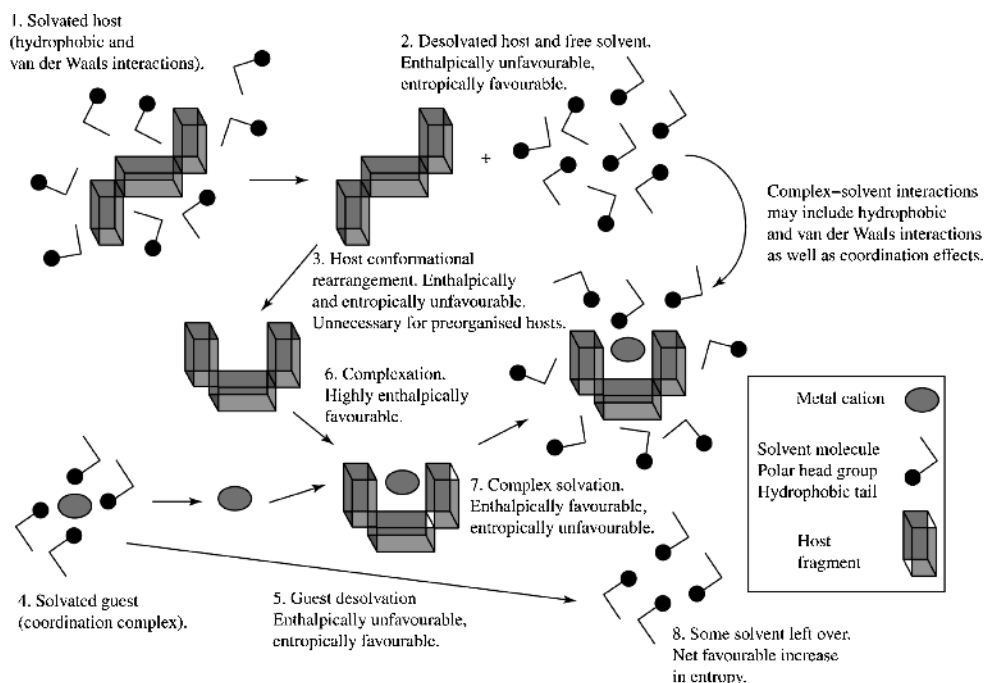 1. Solvated host
(hydrophobic and
van der Waals interactions).
2. Desolvated host and free solvent.
Enthalpically unfavourable,
entropically favourable.
+
Complex–solvent interactions
may include hydrophobic
and van der Waals interactions
as well as coordination effects.
3. Host conformational
rearrangement. Enthalpically
and entropically unfavourable.
Unnecessary for preorganised hosts.
6. Complexation.
Highly enthalpically
favourable.
Metal cation
Solvent molecule
Polar head group
Hydrophobic tail
Host
fragment
7. Complex solvation.
Enthalpically favourable,
entropically unfavourable.
4. Solvated guest
(coordination complex).
5. Guest desolvation
Enthalpically unfavourable,
entropically favourable.
8. Some solvent left over.
Net favourable increase
in entropy.